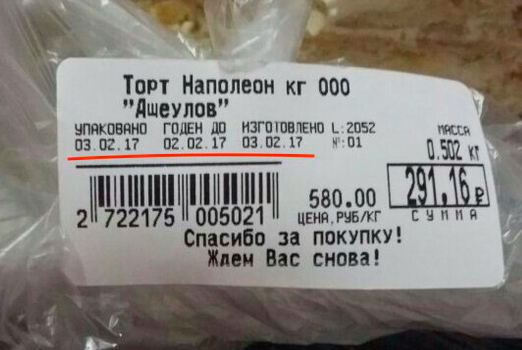 Торт Наполеон кг ООО
"Ащеулов"
УПАКОВАНО ГОДЕН ДО ИЗГОТОВЛЕНО L:2052 МАССА
03.02.17 02.02.17 03.02.17 №:01 0.502 кг
291,16₽
580.00
2 722175 005021 ЦЕНА,РУБ/КГ СУММА
Спасибо за покупку!
Ждем Вас снова!